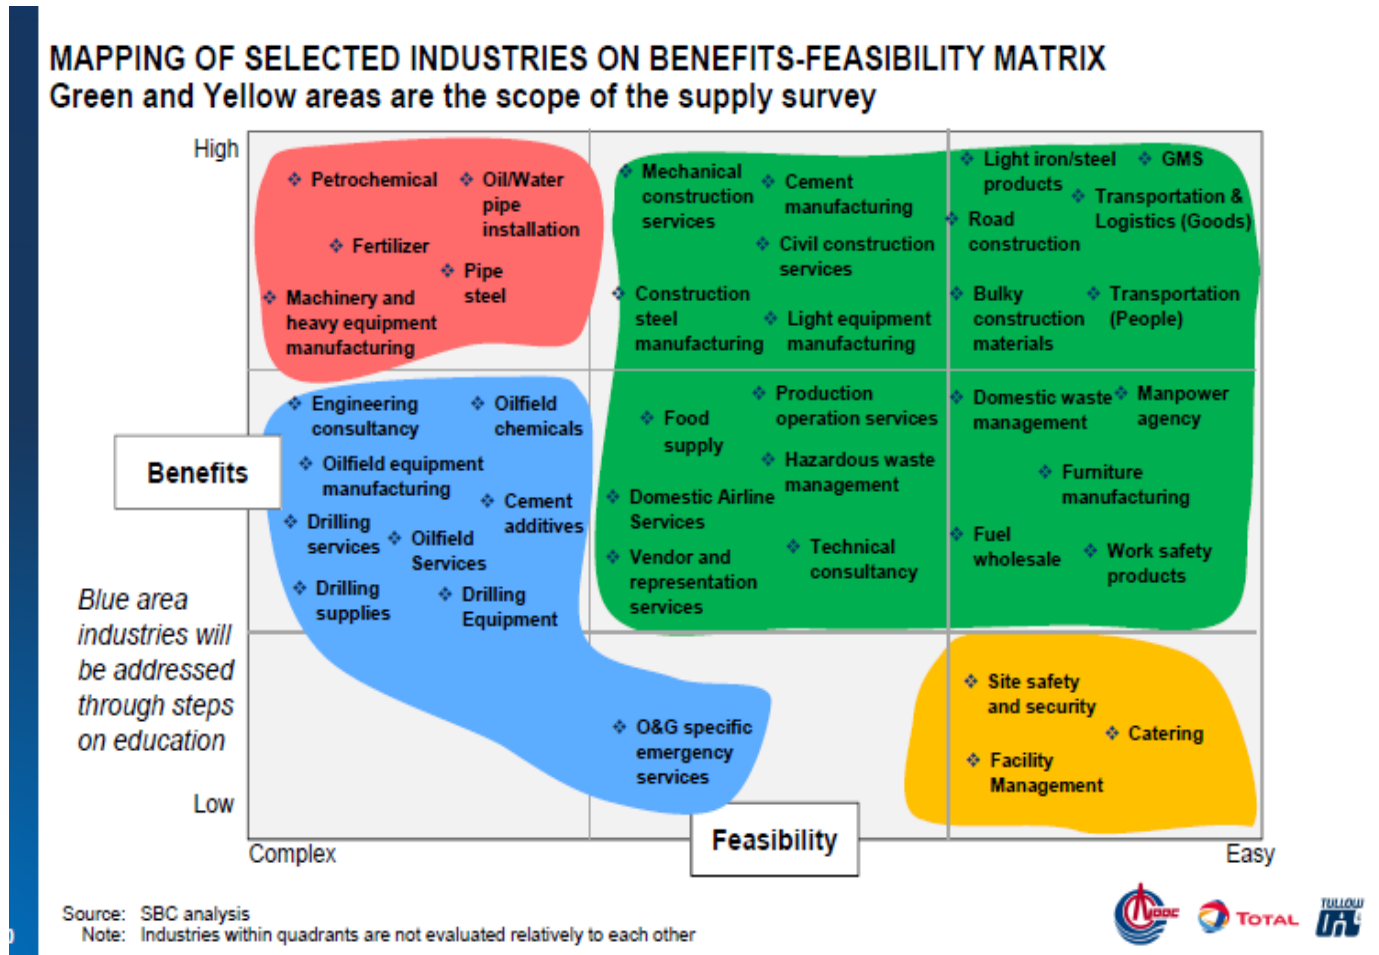 MAPPING OF SELECTED INDUSTRIES ON BENEFITS-FEASIBILITY MATRIX
Green and Yellow areas are the scope of the supply survey
High
Petrochemical
Oil/Water
pipe
installation
Fertilizer
Pipe
steel
Machinery and
heavy equipment
manufacturing
Mechanical
construction
services
Cement
manufacturing
Civil construction
services
Construction
steel
manufacturing
Light equipment
manufacturing
Light iron/steel
products
GMS
Transportation &
Logistics (Goods)
Road
construction
Bulky
construction
materials
Transportation
(People)
Benefits
Engineering
consultancy
Oilfield
chemicals
Oilfield equipment
manufacturing
Cement
additives
Drilling
services
Oilfield
Services
Drilling
supplies
Drilling
Equipment
Production
operation services
Food
supply
Hazardous waste
management
Domestic Airline
Services
Technical
consultancy
Vendor and
representation
services
Domestic waste
management
Manpower
agency
Furniture
manufacturing
Fuel
wholesale
Work safety
products
Blue area
industries will
be addressed
through steps
on education
O&G specific
emergency
services
Site safety
and security
Catering
Facility
Management
Low
Feasibility
Complex
Easy
Source: SBC analysis
Note: Industries within quadrants are not evaluated relatively to each other
TOTAL
TULLOW